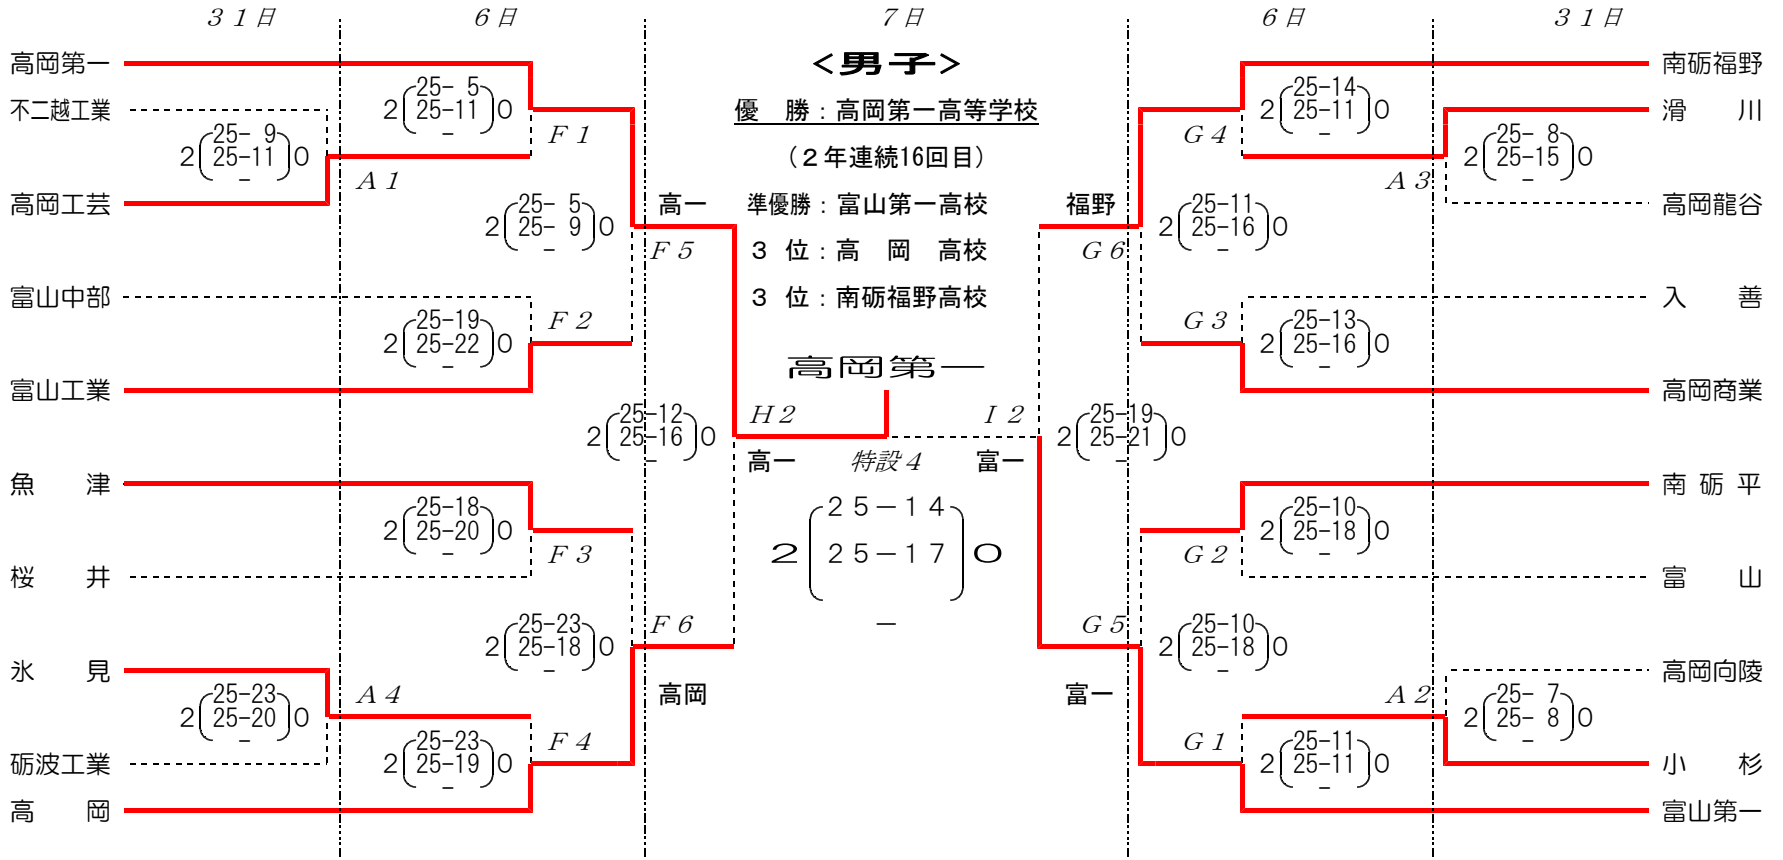 31日 6日 7日 6日 31日
<男子>
優 勝：高岡第一高等学校
（２年連続16回目）
準優勝：富山第一高校
３ 位：高 岡 高校
３ 位：南砺福野高校
高岡第一
高岡第一
不二越工業
高岡工芸
富山中部
富山工業
魚 津
桜 井
氷 見
砺波工業
高 岡
2(25-9 25-11 -)0
A1
2(25-23 25-20 -)0
A4
2(25-5 25-11 -)0
F1
2(25-19 25-22 -)0
F2
2(25-18 25-20 -)0
F3
2(25-23 25-19 -)0
F4
2(25-5 25-9 -)0
F5
高一
2(25-23 25-18 -)0
F6
高岡
2(25-12 25-16 -)0
H2
高一
特設4
2(25-14 25-17 -)0
富一
I2
2(25-19 25-21 -)0
福野
G6
2(25-11 25-16 -)0
富一
G5
2(25-10 25-18 -)0
G4
2(25-14 25-11 -)0
G3
2(25-13 25-16 -)0
G2
2(25-10 25-18 -)0
G1
2(25-11 25-11 -)0
A3
2(25-8 25-15 -)0
A2
2(25-7 25-8 -)0
南砺福野
滑 川
高岡龍谷
入 善
高岡商業
南砺平
富 山
高岡向陵
小 杉
富山第一